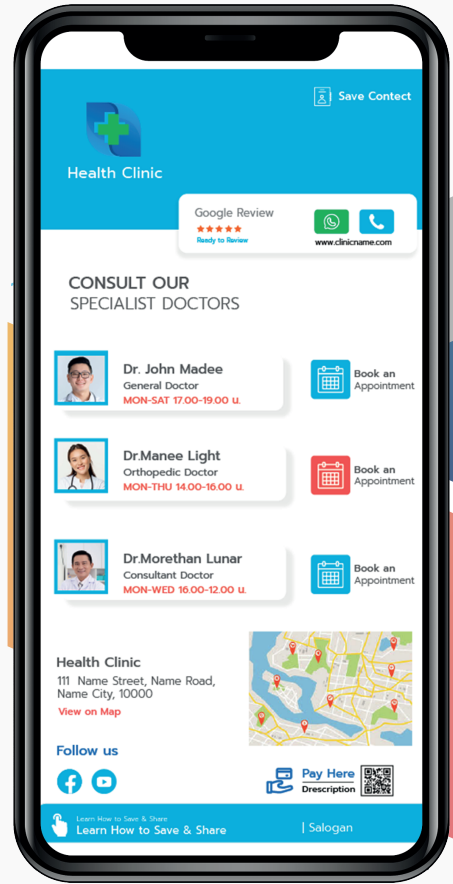 Save Contect
Health Clinic
Google Review
Ready to Review
www.clinicname.com
CONSULT OUR
SPECIALIST DOCTORS
Dr. John Madee
General Doctor
MON-SAT 17.00-19.00 น.
Book an
Appointment
Dr.Manee Light
Orthopedic Doctor
MON-THU 14.00-16.00 น.
Book an
Appointment
Dr.Morethan Lunar
Consultant Doctor
MON-WED 16.00-12.00 น.
Book an
Appointment
Health Clinic
111 Name Street, Name Road,
Name City, 10000
View on Map
Follow us
Pay Here
Drescription
Learn How to Save & Share
Learn How to Save & Share
| Salogan